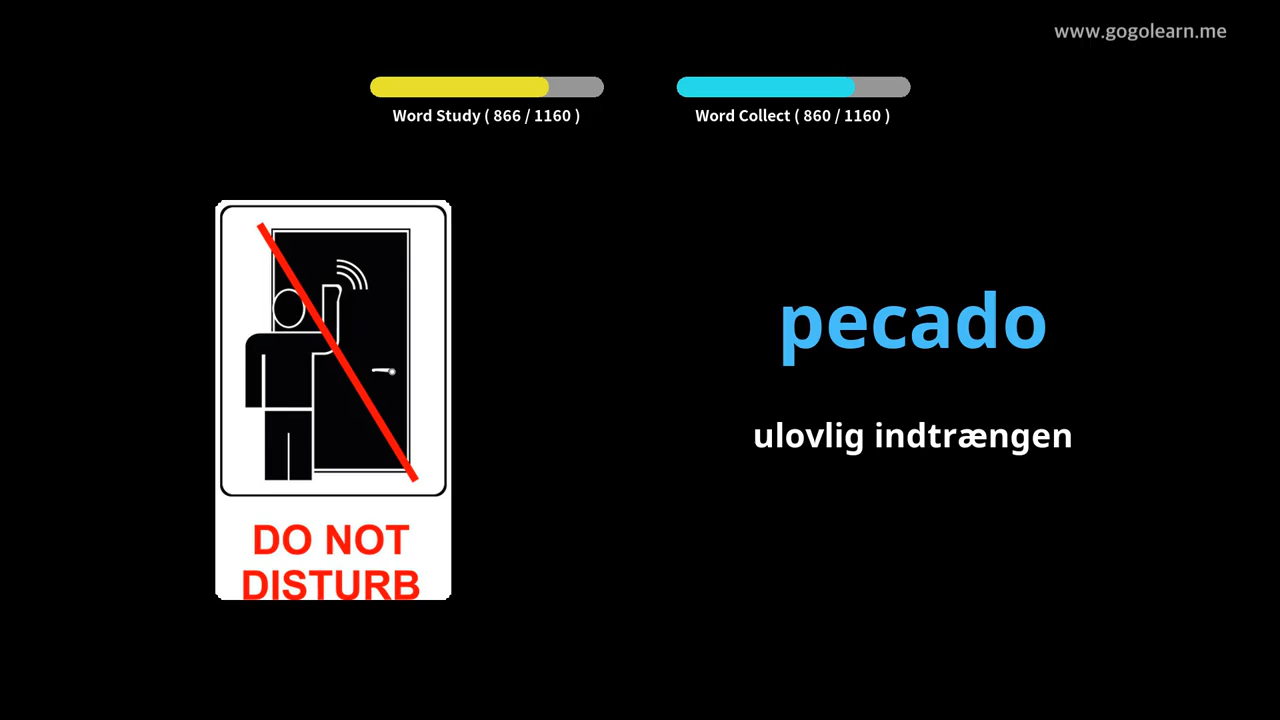 www.gogolearn.me
Word Study ( 866 / 1160 )
Word Collect ( 860 / 1160 )
pecado
ulovlig indtrængen
DO NOT
DISTURB